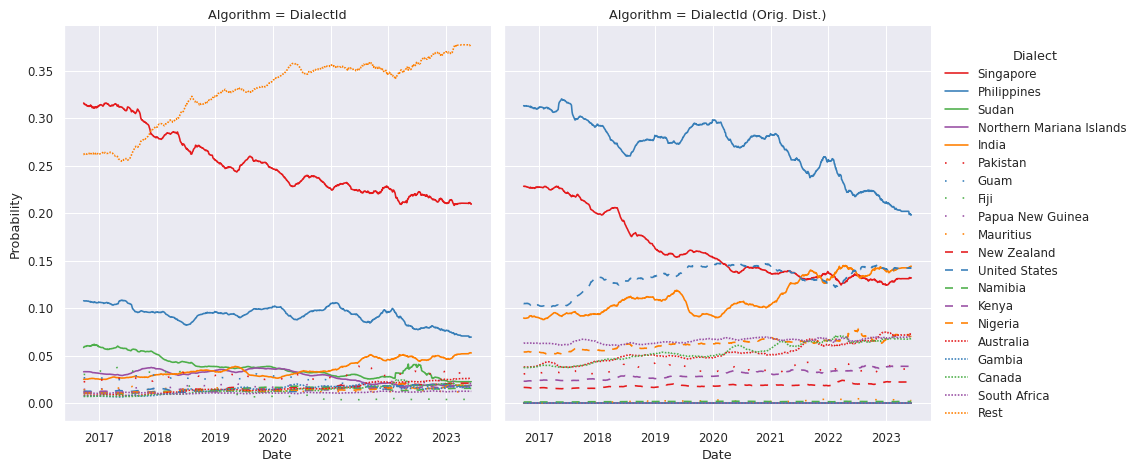 Algorithm = DialectId
Algorithm = DialectId (Orig. Dist.)
Probability
0.35
0.30
0.25
0.20
0.15
0.10
0.05
0.00
2017 2018 2019 2020 2021 2022 2023
Date
2017 2018 2019 2020 2021 2022 2023
Date
Dialect
Singapore
Philippines
Sudan
Northern Mariana Islands
India
Pakistan
Guam
Fiji
Papua New Guinea
Mauritius
New Zealand
United States
Namibia
Kenya
Nigeria
Australia
Gambia
Canada
South Africa
Rest